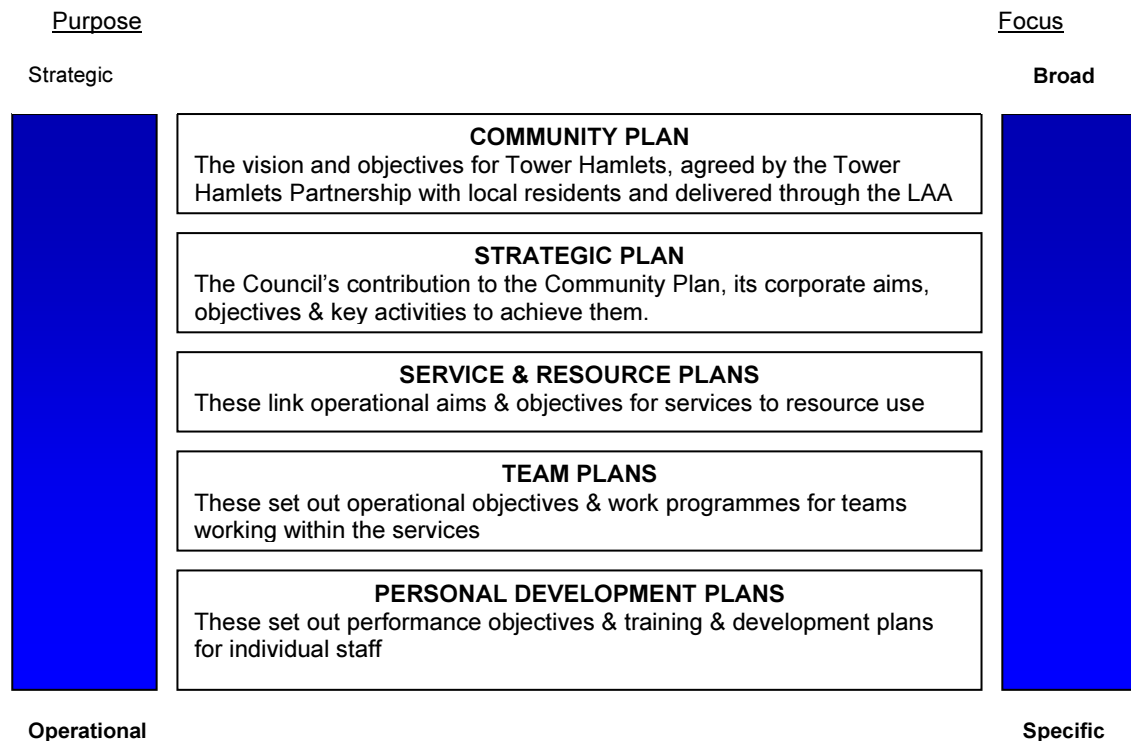 Purpose
Focus
Strategic
Broad
COMMUNITY PLAN
The vision and objectives for Tower Hamlets, agreed by the Tower
Hamlets Partnership with local residents and delivered through the LAA
STRATEGIC PLAN
The Council's contribution to the Community Plan, its corporate aims,
objectives & key activities to achieve them.
SERVICE & RESOURCE PLANS
These link operational aims & objectives for services to resource use
TEAM PLANS
These set out operational objectives & work programmes for teams
working within the services
PERSONAL DEVELOPMENT PLANS
These set out performance objectives & training & development plans
for individual staff
Operational
Specific